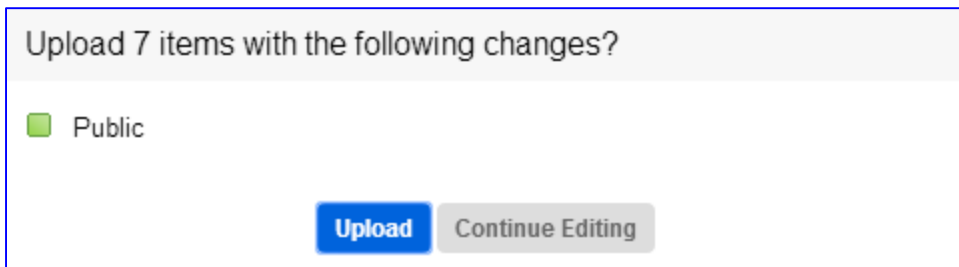 Upload 7 items with the following changes?
Public
Upload Continue Editing